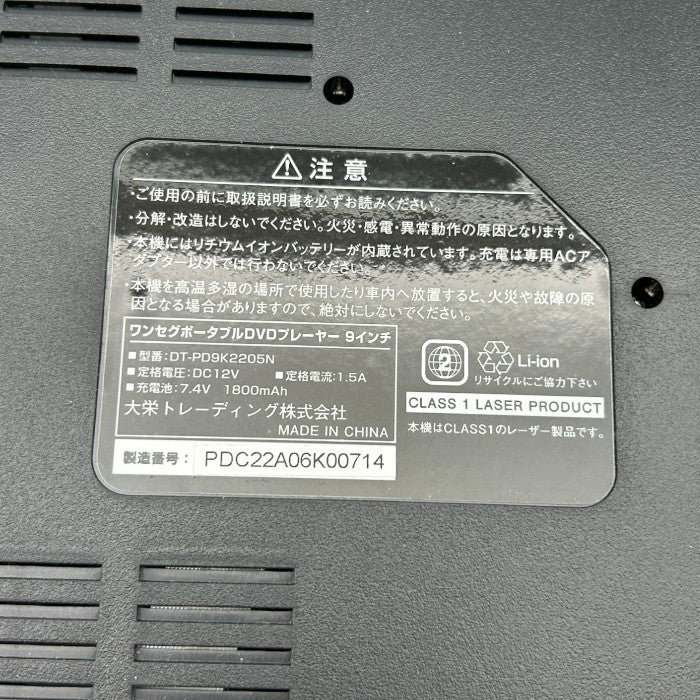 ⚠注意
・ご使用の前に取扱説明書を必ずお読みください。
・分解・改造はしないでください。火災・感電・異常動作の原因となります。
・本機にはリチウムイオンバッテリーが内蔵されています。充電は専用ACア
ダプター以外では行わないでください。
・本機を高温多湿の場所で使用したり車内へ放置すると、火災や故障の原
因となる場合がありますので、絶対にしないでください。
ワンセグポータブルDVDプレーヤー 9インチ
■型番:DT-PD9K2205N
■定格電圧:DC12V ■定格電流:1.5A
■充電池:7.4V 1800mAh
大栄トレーディング株式会社
MADE IN CHINA
製造番号: PDC22A06K00714
2
Li-ion
リサイクルにご協力下さい
CLASS 1 LASER PRODUCT
本機はCLASS1のレーザー製品です。